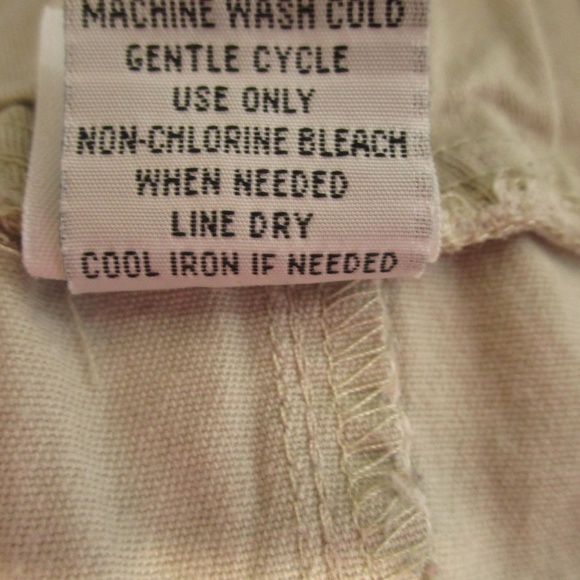 MACHINE WASH COLD
GENTLE CYCLE
USE ONLY
NON-CHLORINE BLEACH
WHEN NEEDED
LINE DRY
COOL IRON IF NEEDED